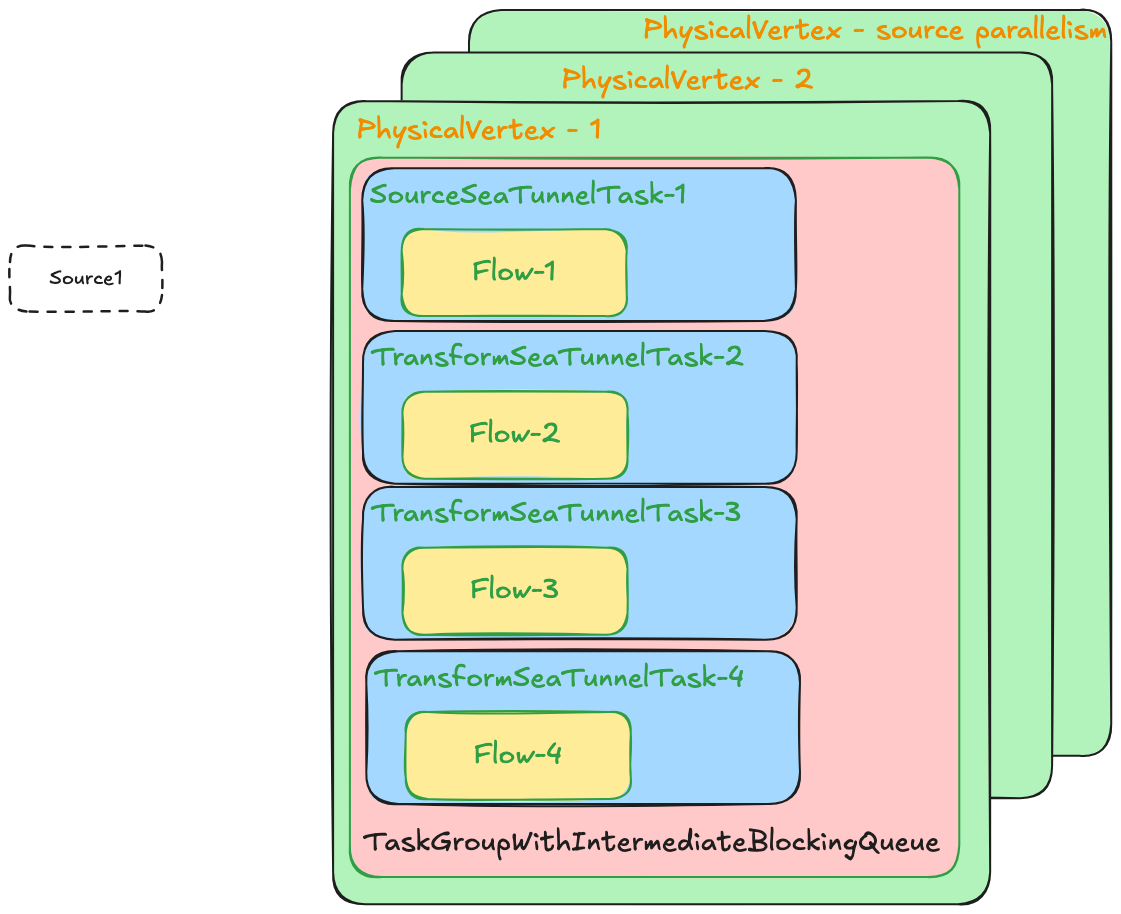 PhysicalVertex - source parallelism
PhysicalVertex - 2
PhysicalVertex - 1
SourceSeaTunnelTask-1
Flow-1
Source1
TransformSeaTunnelTask-2
Flow-2
TransformSeaTunnelTask-3
Flow-3
TransformSeaTunnelTask-4
Flow-4
TaskGroupWithIntermediateBlockingQueue